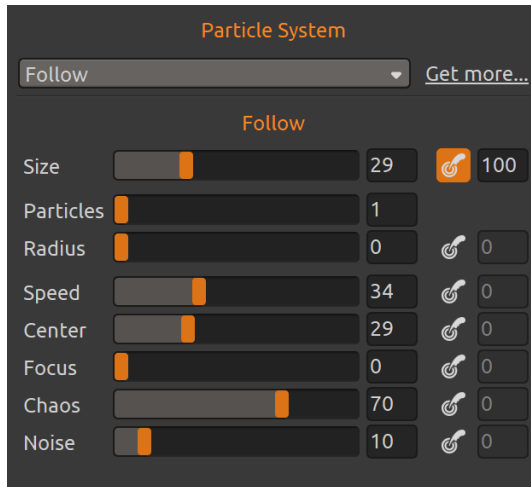 Particle System
Follow Get more...
Follow
Size 29 100
Particles 1
Radius 0 0
Speed 34 0
Center 29 0
Focus 0 0
Chaos 70 0
Noise 10 0